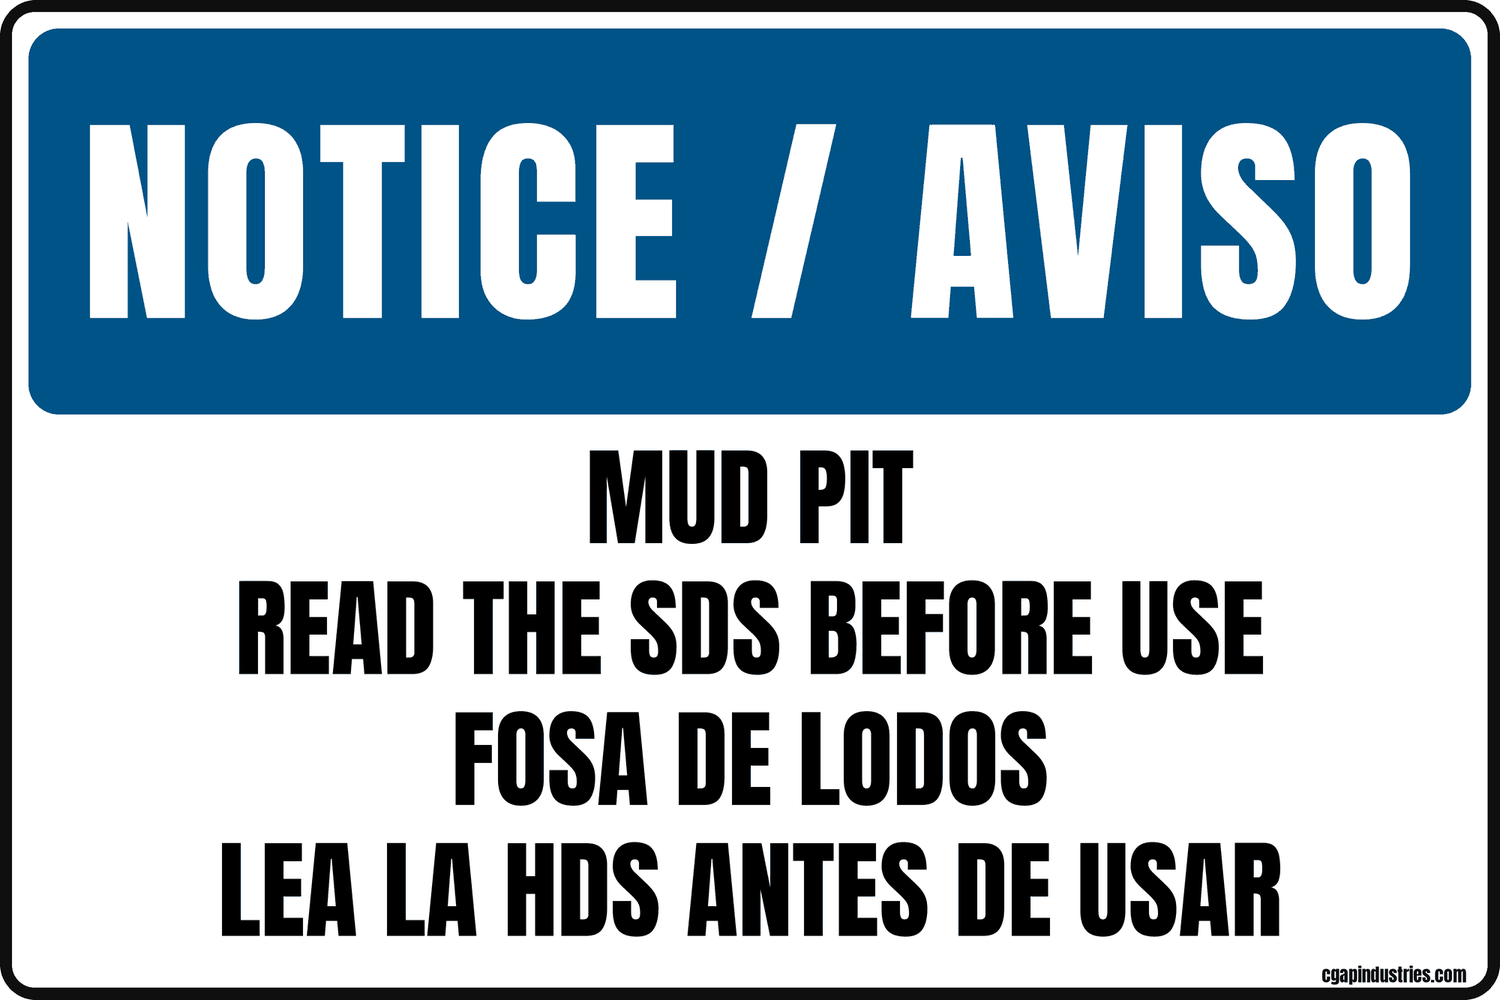 NOTICE / AVISO
MUD PIT
READ THE SDS BEFORE USE
FOSA DE LODOS
LEA LA HDS ANTES DE USAR
cgapindustries.com